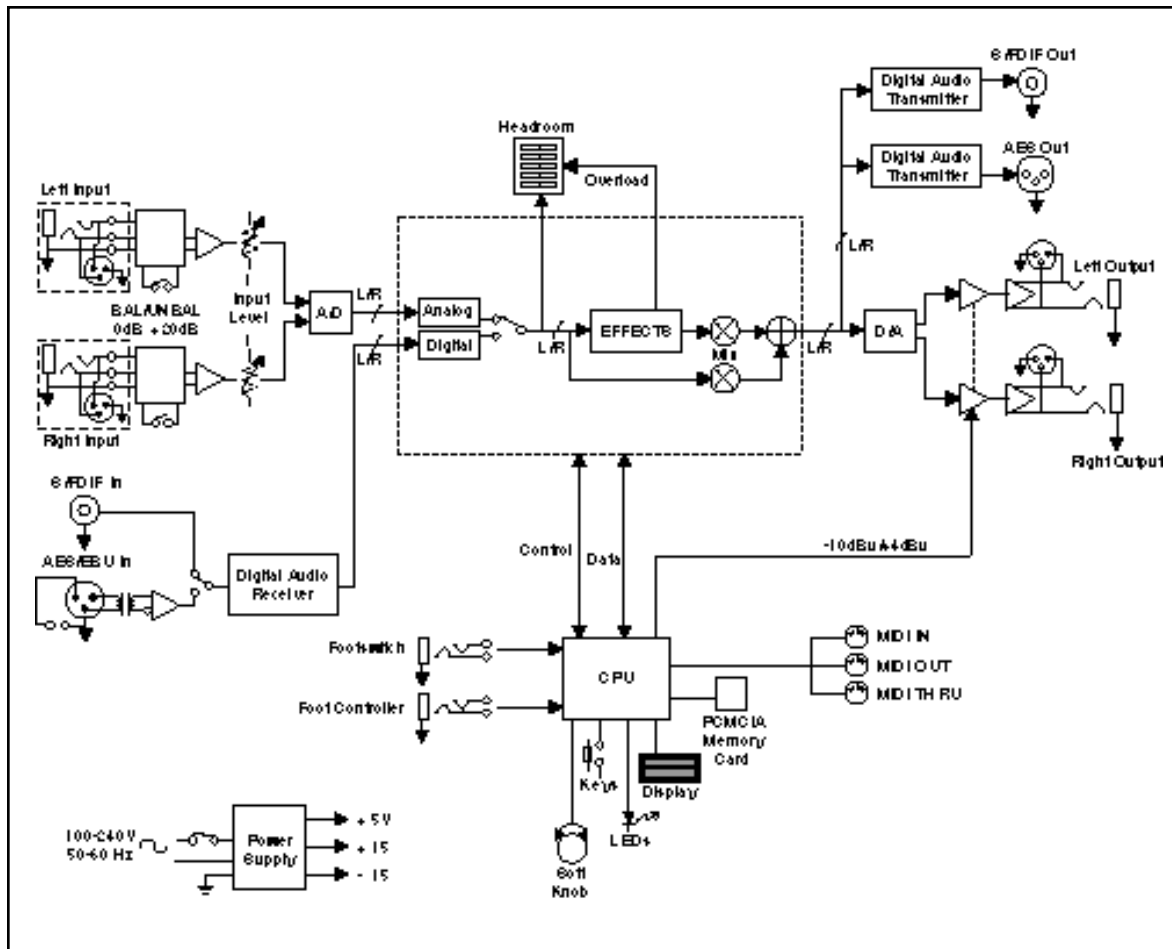 S/PDIF Out
Digital Audio
Transmitter
Headroom
AES Out
Digital Audio
Transmitter
Overload
Left Input
L/R
Left Output
BAL/UNBAL
0dB +20dB
Input
Level
L/R
A/D
Analog
EFFECTS
D/A
Digital
L/R
Mix
L/R
L/R
Right Input
Right Output
S/PDIF In
Control
Data
-10dBu/+4dBu
AES/EBU In
Digital Audio
Receiver
Footswitch
MIDI IN
CPU
MIDI OUT
Foot Controller
MIDI THRU
PCMCIA
Memory
Card
Keys
Display
100-240V
50-60 Hz
Power
Supply
+ 5V
+ 15
- 15
LEDs
Soft
Knob